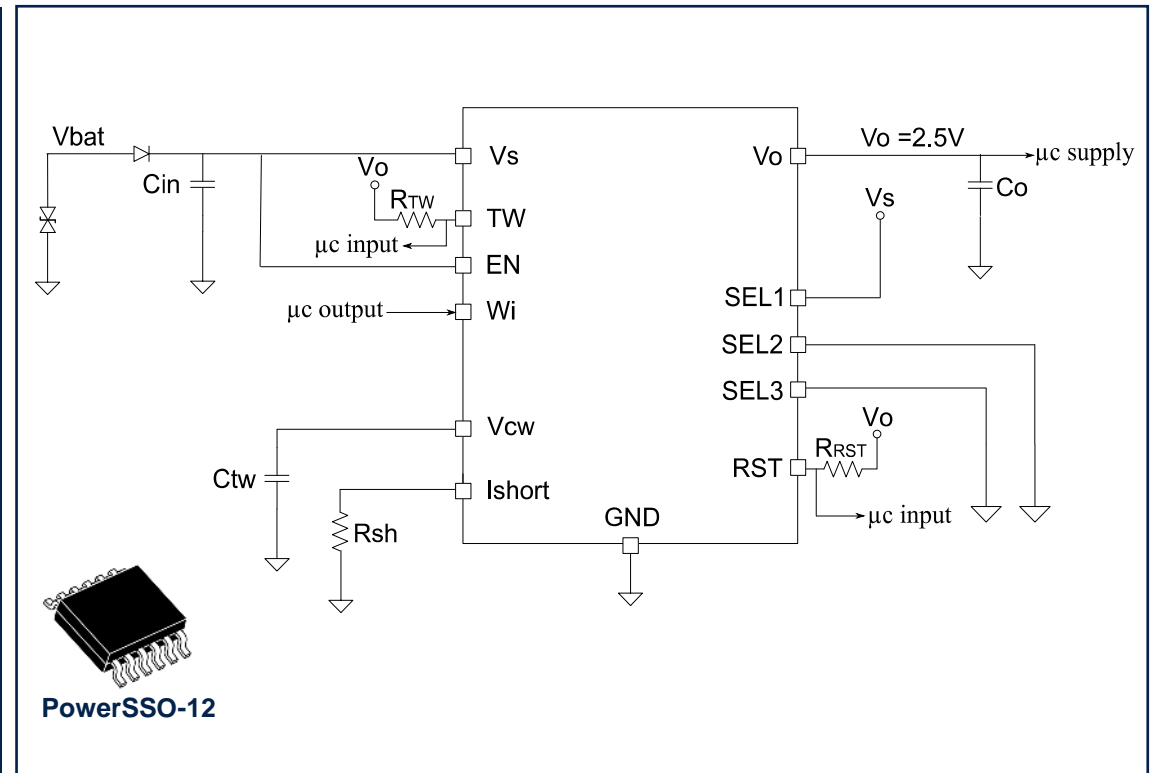 Vbat
Cin
Vo
RTW
µc input
µc output
Vs
TW
EN
Wi
Vcw
Ishort
Ctw
Rsh
GND
Vo
Vo =2.5V
µc supply
Co
Vs
SEL1
SEL2
SEL3
RST
RRST
Vo
µc input
PowerSSO-12